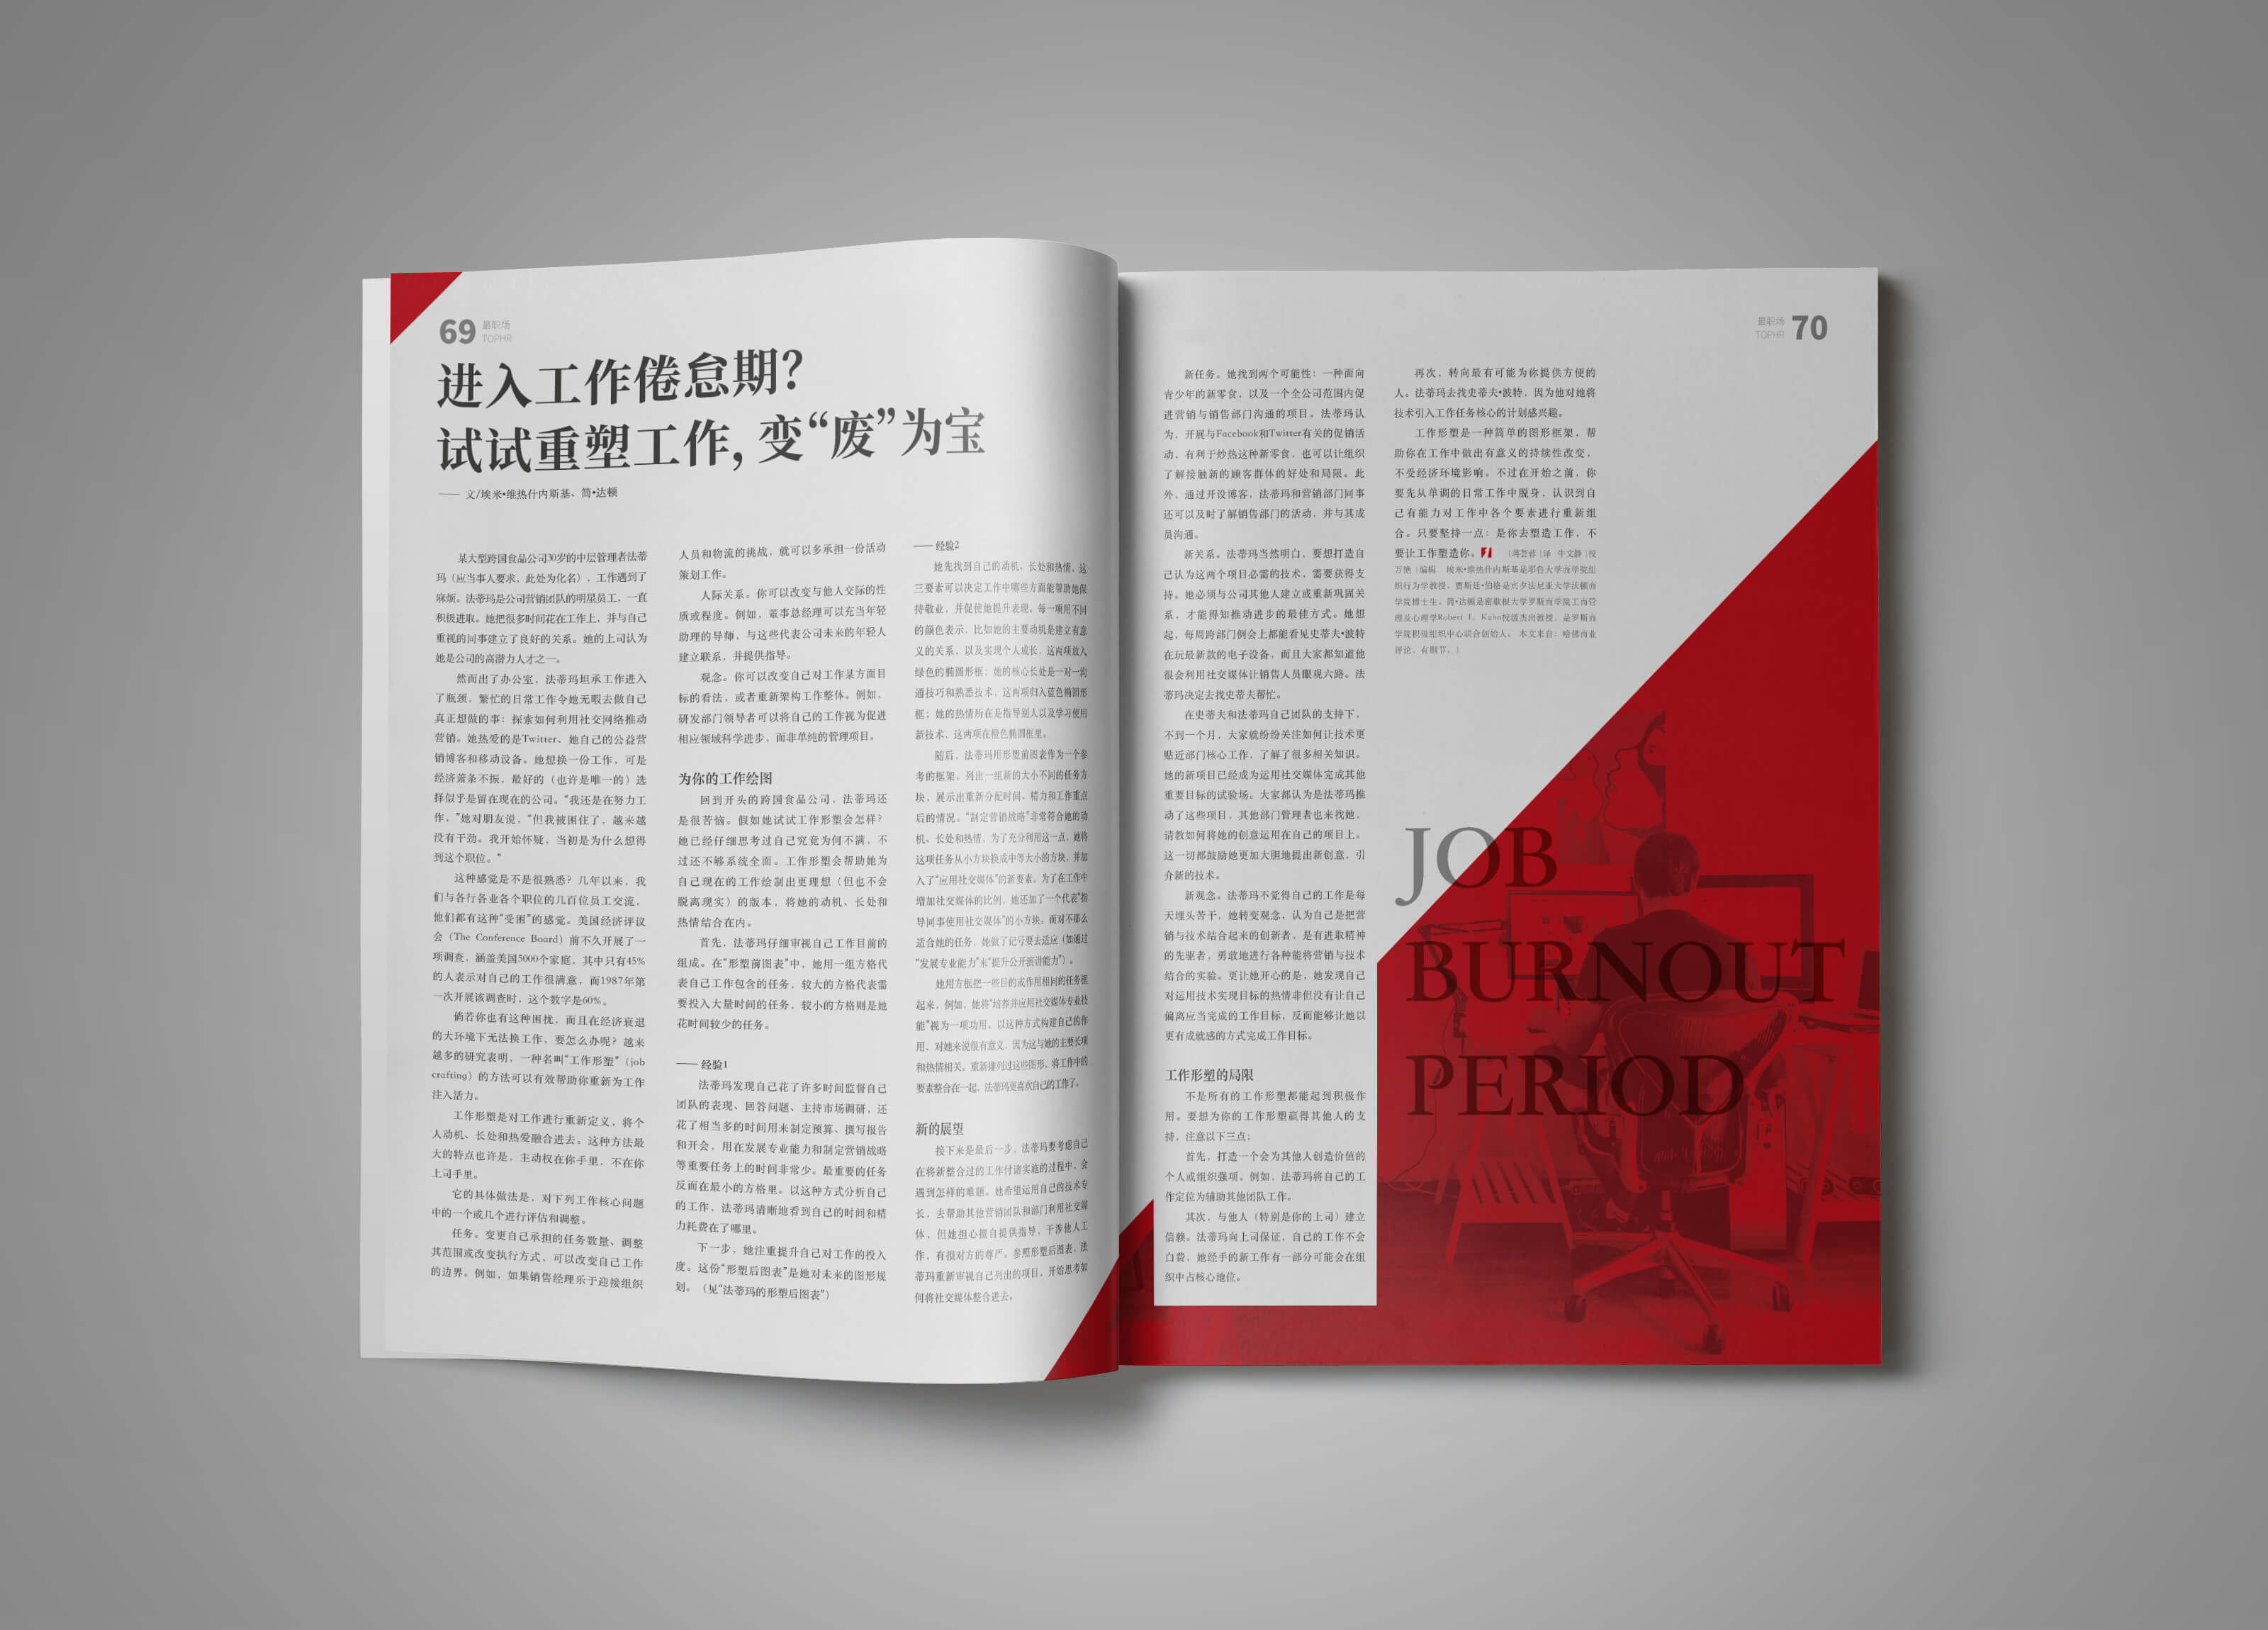 69 最职场
TOPHR
进入工作倦怠期?
试试重塑工作，变“废”为宝
—— 文/埃米•维热什内斯基、简•达顿
某大型跨国食品公司30岁的中层管理者法蒂
玛（应当事人要求，此处为化名），工作遇到了
麻烦。法蒂玛是公司营销团队的明星员工，一直
积极进取。她把很多时间花在工作上，并与自己
重视的同事建立了良好的关系。她的上司认为
她是公司的高潜力人才之一。
然而出了办公室，法蒂玛坦承工作进入
了瓶颈，繁忙的日常工作令她无暇去做自己
真正想做的事：探索如何利用社交网络推动
营销。她热爱的是Twitter、她自己的公益营
销博客和移动设备。她想换一份工作，可是
经济萧条不振，最好的（也许是唯一的）选
择似乎是留在现在的公司。“我还是在努力工
作，”她对朋友说，“但我被困住了，越来越
没有干劲。我开始怀疑，当初是为什么想得
到这个职位。”
这种感觉是不是很熟悉？几年以来，我
们与各行各业各个职位的几百位员工交流，
他们都有这种“受困”的感觉。美国经济评议
会（The Conference Board）前不久开展了一
项调查，涵盖美国5000个家庭，其中只有45%
的人表示对自己的工作很满意，而1987年第
一次开展该调查时，这个数字是60%。
倘若你也有这种困扰，而且在经济衰退
的大环境下无法换工作，要怎么办呢？越来
越多的研究表明，一种名叫“工作形塑”（job
crafting）的方法可以有效帮助你重新为工作
注入活力。
工作形塑是对工作进行重新定义，将个
人动机、长处和热爱融合进去。这种方法最
大的特点也许是，主动权在你手里，不在你
上司手里。
它的具体做法是，对下列工作核心问题
中的一个或几个进行评估和调整。
任务。变更自己承担的任务数量、调整
其范围或改变执行方式，可以改变自己工作
的边界。例如，如果销售经理乐于迎接组织
人员和物流的挑战，就可以多承担一份活动
策划工作。
人际关系。你可以改变与他人交际的性
质或程度。例如，董事总经理可以充当年轻
助理的导师，与这些代表公司未来的年轻人
建立联系，并提供指导。
观念。你可以改变自己对工作某方面目
标的看法，或者重新架构工作整体。例如，
研发部门领导者可以将自己的工作视为促进
相应领域科学进步，而非单纯的管理项目。
为你的工作绘图
回到开头的跨国食品公司，法蒂玛还
是很苦恼。假如她试试工作形塑会怎样？
她已经仔细思考过自己究竟为何不满，不
过还不够系统全面。工作形塑会帮助她为
自己现在的工作绘制出更理想（但也不会
脱离现实）的版本，将她的动机、长处和
热情结合在内。
首先，法蒂玛仔细审视自己工作目前的
组成。在“形塑前图表”中，她用一组方格代
表自己工作包含的任务，较大的方格代表需
要投入大量时间的任务，较小的方格则是她
花时间较少的任务。
—— 经验1
法蒂玛发现自己花了许多时间监督自己
团队的表现、回答问题、主持市场调研，还
花了相当多的时间用来制定预算、撰写报告
和开会，用在发展专业能力和制定营销战略
等重要任务上的时间非常少。最重要的任务
反而在最小的方格里。以这种方式分析自己
的工作，法蒂玛清晰地看到自己的时间和精
力耗费在了哪里。
下一步，她注重提升自己对工作的投入
度。这份“形塑后图表”是她对未来的图形规
划。（见“法蒂玛的形塑后图表”）
—— 经验2
她先找到自己的动机、长处和热情，这
三要素可以决定工作中哪些方面能帮助她保
持敬业，并促使她提升表现。每一项用不同
的颜色表示，比如她的主要动机是建立有意
义的关系，以及实现个人成长，这两项放入
绿色的椭圆形框；她的核心长处是一对一沟
通技巧和熟悉技术，这两项归入蓝色椭圆形
框；她的热情所在是指导别人以及学习使用
新技术，这两项在橙色椭圆框里。
随后，法蒂玛用形塑前图表作为一个参
考的框架，列出一组新的大小不同的任务方
块，展示出重新分配时间、精力和工作重点
后的情况。“制定营销战略”非常符合她的动
机、长处和热情，为了充分利用这一点，她将
这项任务从小方块换成中等大小的方块，并加
入了“应用社交媒体”的新要素。为了在工作中
增加社交媒体的比例，她还加了一个代表“指
导同事使用社交媒体”的小方块。面对不那么
适合她的任务，她做了记号要去适应（如通过
“发展专业能力”来“提升公开演讲能力”）。
她用方框把一些目的或作用相同的任务框
起来，例如，她将“培养并应用社交媒体专业技
能”视为一项功用。以这种方式构建自己的作
用，对她来说很有意义，因为这与她的主要长项
和热情相关。重新排列过这些图形，将工作中的
要素整合在一起，法蒂玛更喜欢自己的工作了。
新的展望
接下来是最后一步，法蒂玛要考虑自己
在将新整合过的工作付诸实施的过程中，会
遇到怎样的难题。她希望运用自己的技术专
长，去帮助其他营销团队和部门利用社交媒
体，但她担心擅自提供指导，干涉他人工
作，有损对方的尊严。参照形塑后图表，法
蒂玛重新审视自己列出的项目，开始思考如
何将社交媒体整合进去。
最职场 70
TOPHR
新任务。她找到两个可能性：一种面向
青少年的新零食，以及一个全公司范围内促
进营销与销售部门沟通的项目。法蒂玛认
为，开展与Facebook和Twitter有关的促销活
动，有利于炒热这种新零食，也可以让组织
了解接触新的顾客群体的好处和局限。此
外，通过开设博客，法蒂玛和营销部门同事
还可以及时了解销售部门的活动，并与其成
员沟通。
新关系。法蒂玛当然明白，要想打造自
己认为这两个项目必需的技术，需要获得支
持。她必须与公司其他人建立或重新巩固关
系，才能得知推动进步的最佳方式。她想
起，每周跨部门例会上都能看见史蒂夫•波特
在玩最新款的电子设备，而且大家都知道他
很会利用社交媒体让销售人员眼观六路。法
蒂玛决定去找史蒂夫帮忙。
在史蒂夫和法蒂玛自己团队的支持下，
不到一个月，大家就纷纷关注如何让技术更
贴近部门核心工作，了解了很多相关知识。
她的新项目已经成为运用社交媒体完成其他
重要目标的试验场。大家都认为是法蒂玛推
动了这些项目，其他部门管理者也来找她，
请教如何将她的创意运用在自己的项目上。
这一切都鼓励她更加大胆地提出新创意，引
介新的技术。
新观念。法蒂玛不觉得自己的工作是每
天埋头苦干，她转变观念，认为自己是把营
销与技术结合起来的创新者，是有进取精神
的先驱者，勇敢地进行各种能将营销与技术
结合的实验。更让她开心的是，她发现自己
对运用技术实现目标的热情非但没有让自己
偏离应当完成的工作目标，反而能够让她以
更有成就感的方式完成工作目标。
工作形塑的局限
不是所有的工作形塑都能起到积极作
用。要想为你的工作形塑赢得其他人的支
持，注意以下三点：
首先，打造一个会为其他人创造价值的
个人或组织强项。例如，法蒂玛将自己的工
作定位为辅助其他团队工作。
其次，与他人（特别是你的上司）建立
信赖。法蒂玛向上司保证，自己的工作不会
白费，她经手的新工作有一部分可能会在组
织中占核心地位。
再次，转向最有可能为你提供方便的
人。法蒂玛去找史蒂夫•波特，因为他对她将
技术引入工作任务核心的计划感兴趣。
工作形塑是一种简单的图形框架，帮
助你在工作中做出有意义的持续性改变，
不受经济环境影响。不过在开始之前，你
要先从单调的日常工作中脱身，认识到自
己有能力对工作中各个要素进行重新组
合。只要坚持一点：是你去塑造工作，不
要让工作塑造你。 | 译 牛文静 | 校
万艳 | 编辑 埃米•维热什内斯基是耶鲁大学商学院组
织行为学教授。贾斯廷•伯格是宾夕法尼亚大学沃顿商
学院博士生。简•达顿是密歇根大学罗斯商学院工商管
理及心理学Robert L. Kahn校级杰出教授，是罗斯商
学院积极组织中心联合创始人。 本文来自：哈佛商业
评论，有删节。）
JOB
BURNOUT
PERIOD